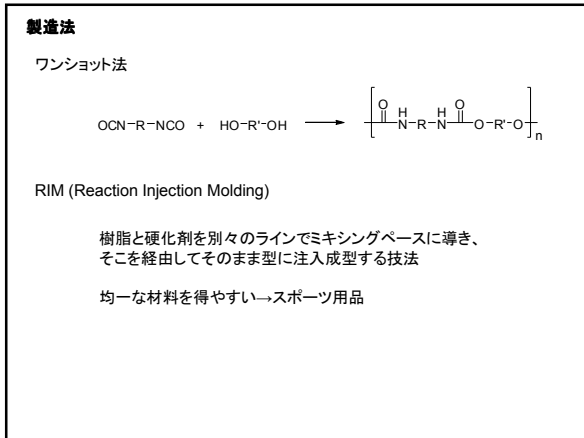 製造法
ワンショット法
OCN-R-NCO + HO-R'-OH → [C(=O)-NH-R-NH-C(=O)-O-R'-O]n
RIM (Reaction Injection Molding)
樹脂と硬化剤を別々のラインでミキシングペースに導き、
そこを経由してそのまま型に注入成型する技法
均一な材料を得やすい→スポーツ用品